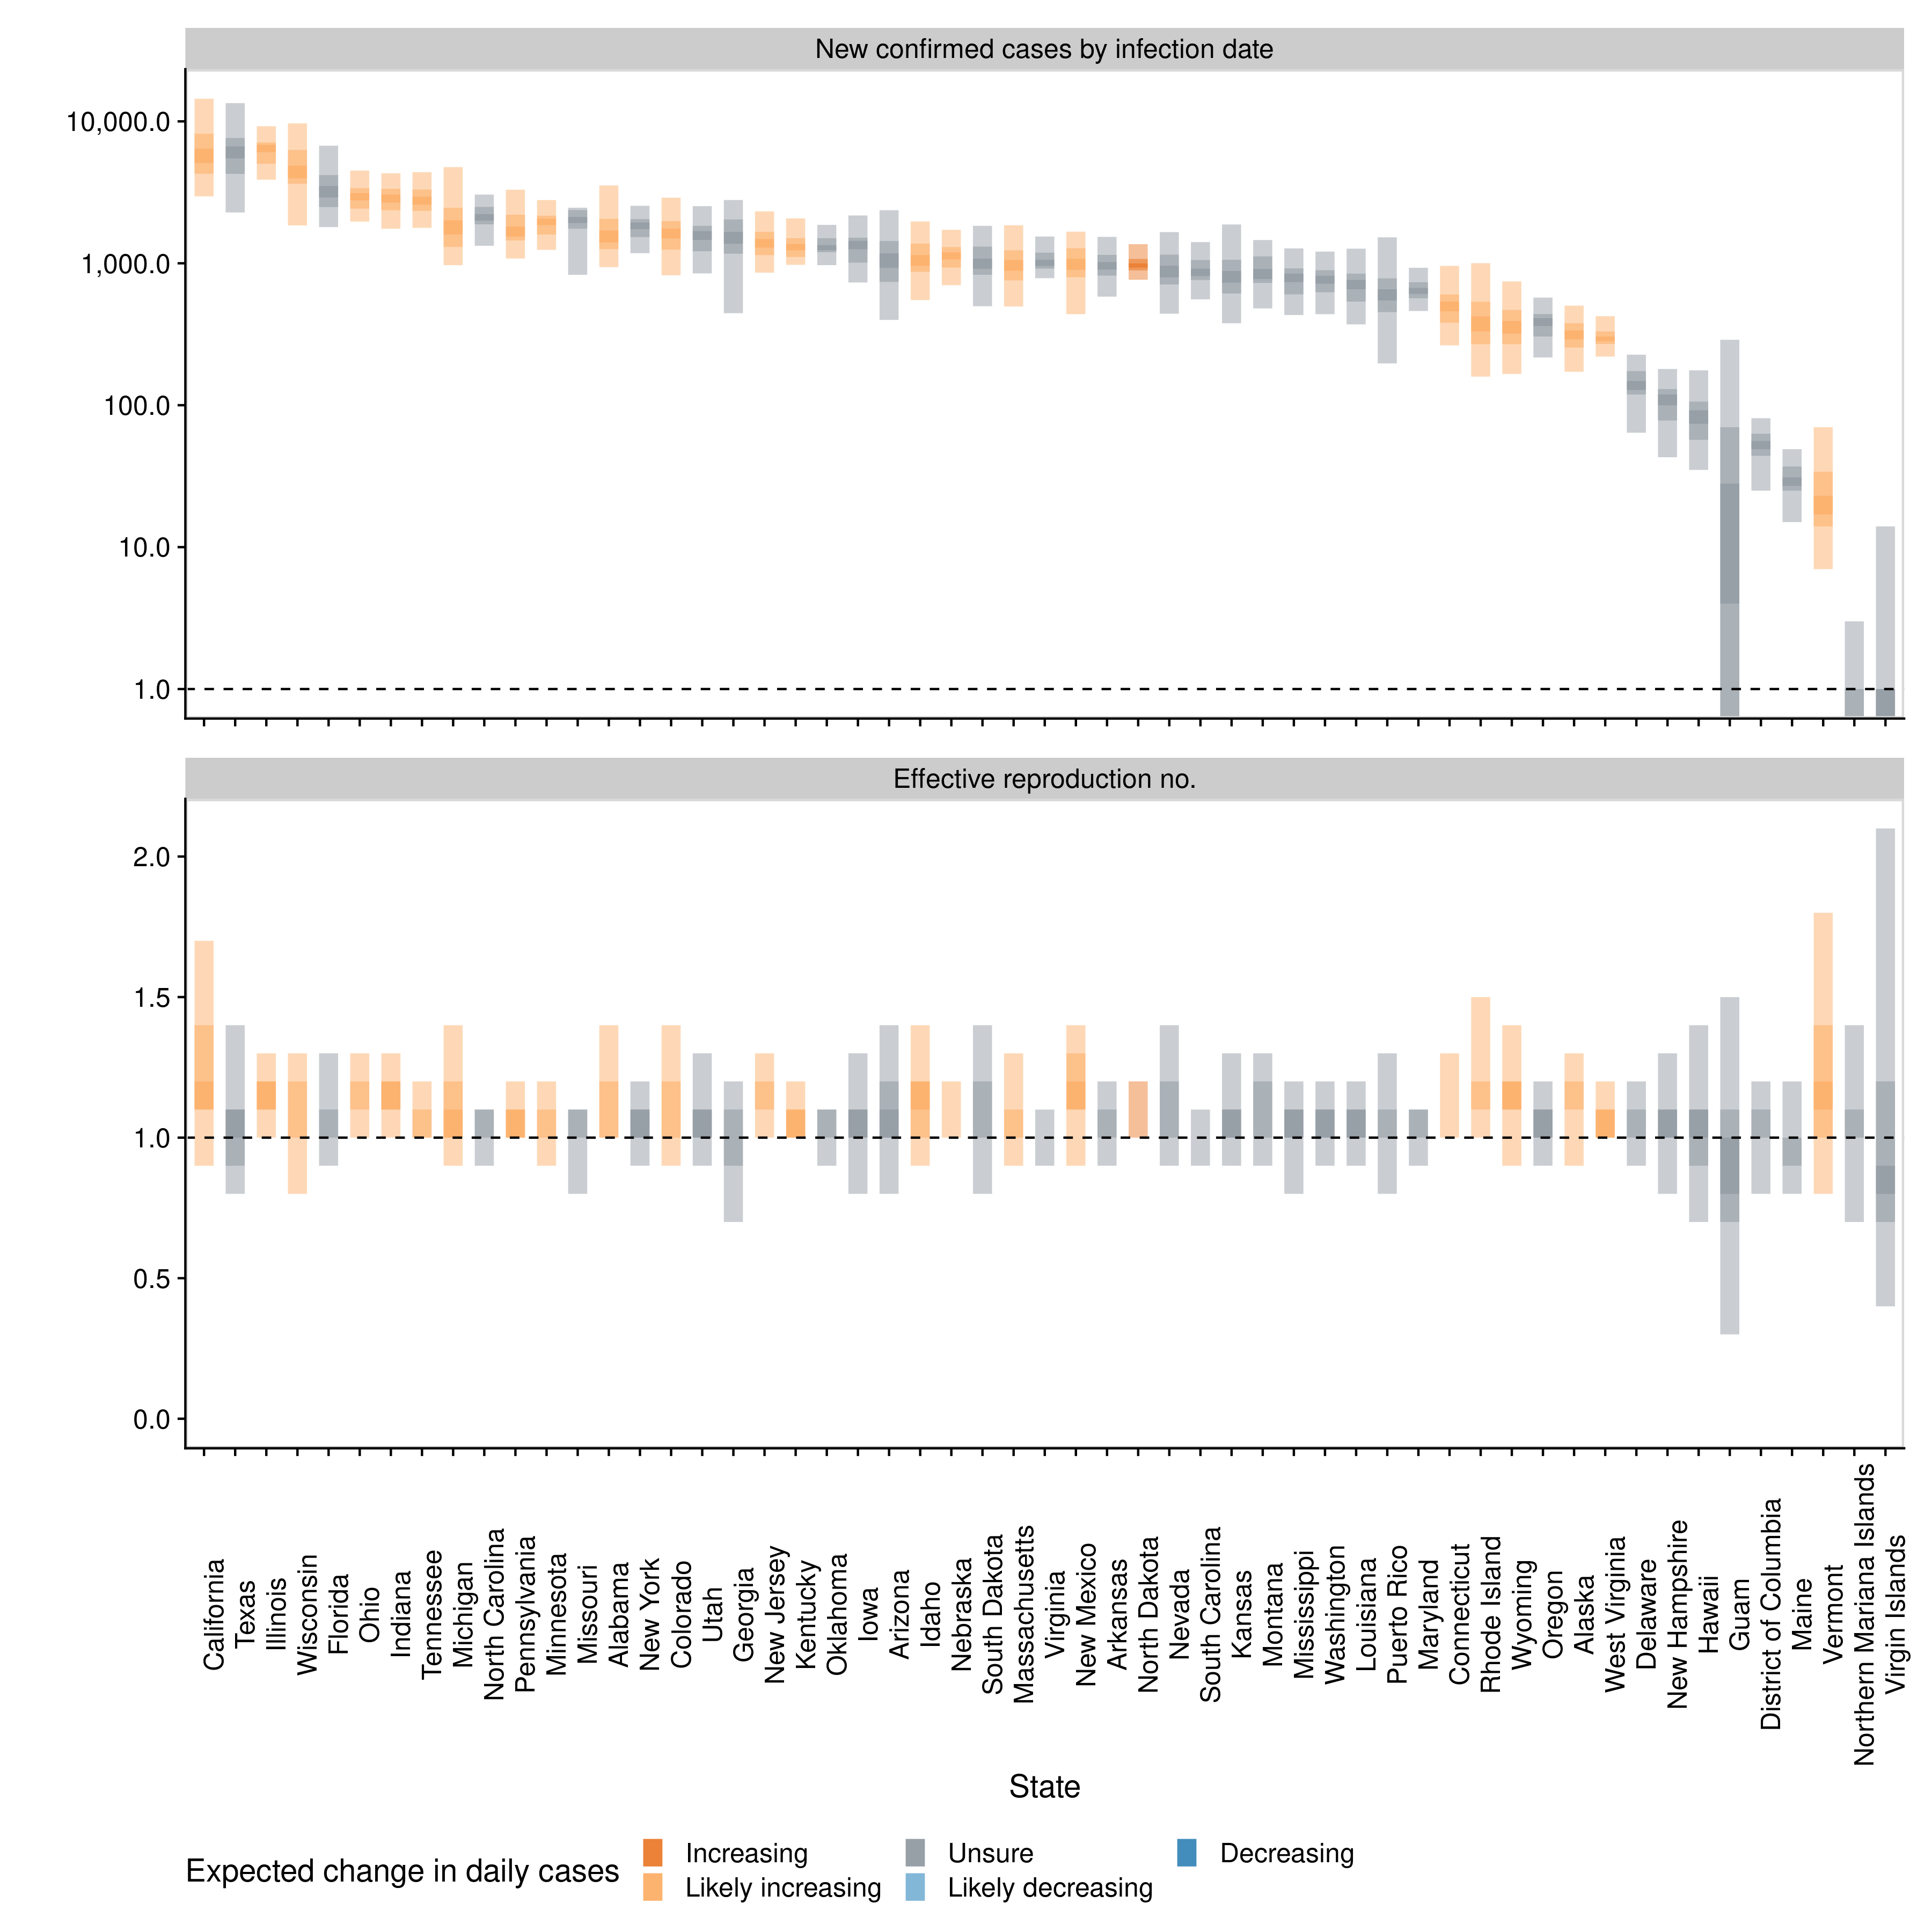 New confirmed cases by infection date
10,000.0
1,000.0
100.0
10.0
1.0
Effective reproduction no.
2.0
1.5
1.0
0.5
0.0
California
Texas
Illinois
Wisconsin
Florida
Ohio
Indiana
Tennessee
Michigan
North Carolina
Pennsylvania
Minnesota
Missouri
Alabama
New York
Colorado
Utah
Georgia
New Jersey
Kentucky
Oklahoma
Iowa
Arizona
Idaho
Nebraska
South Dakota
Massachusetts
Virginia
New Mexico
Arkansas
North Dakota
Nevada
South Carolina
Kansas
Montana
Mississippi
Washington
Louisiana
Puerto Rico
Maryland
Connecticut
Rhode Island
Wyoming
Oregon
Alaska
West Virginia
Delaware
New Hampshire
Hawaii
Guam
District of Columbia
Maine
Vermont
Northern Mariana Islands
Virgin Islands
State
Expected change in daily cases
Increasing
Unsure
Decreasing
Likely increasing
Likely decreasing